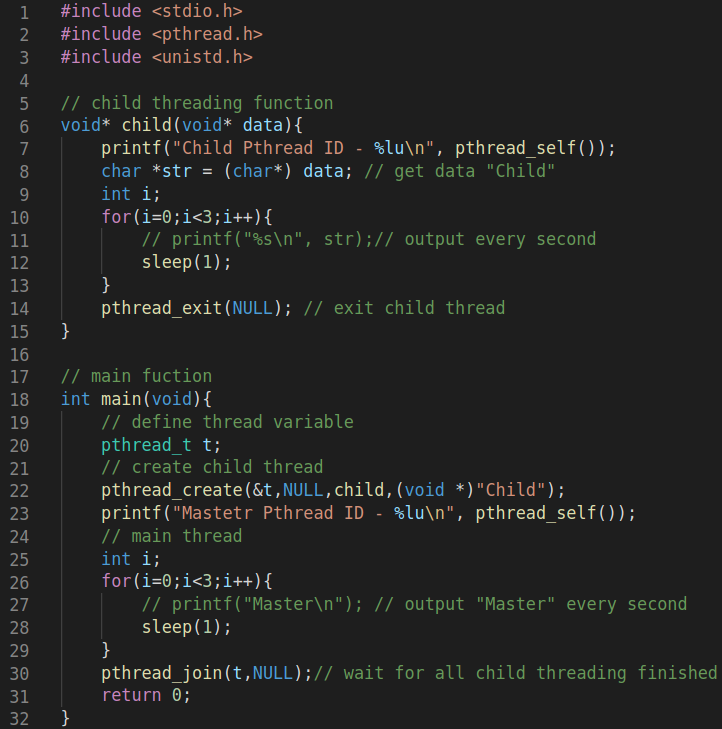 1 #include <stdio.h>
2 #include <pthread.h>
3 #include <unistd.h>
4
5 // child threading function
6 void* child(void* data){
7     printf("Child Pthread ID - %lu\n", pthread_self());
8     char *str = (char*) data; // get data "Child"
9     int i;
10     for(i=0;i<3;i++){
11         // printf("%s\n", str);// output every second
12         sleep(1);
13     }
14     pthread_exit(NULL); // exit child thread
15 }
16
17 // main fuction
18 int main(void){
19     // define thread variable
20     pthread_t t;
21     // create child thread
22     pthread_create(&t,NULL,child,(void *)"Child");
23     printf("Mastetr Pthread ID - %lu\n", pthread_self());
24     // main thread
25     int i;
26     for(i=0;i<3;i++){
27         // printf("Master\n"); // output "Master" every second
28         sleep(1);
29     }
30     pthread_join(t,NULL);// wait for all child threading finished
31     return 0;
32 }